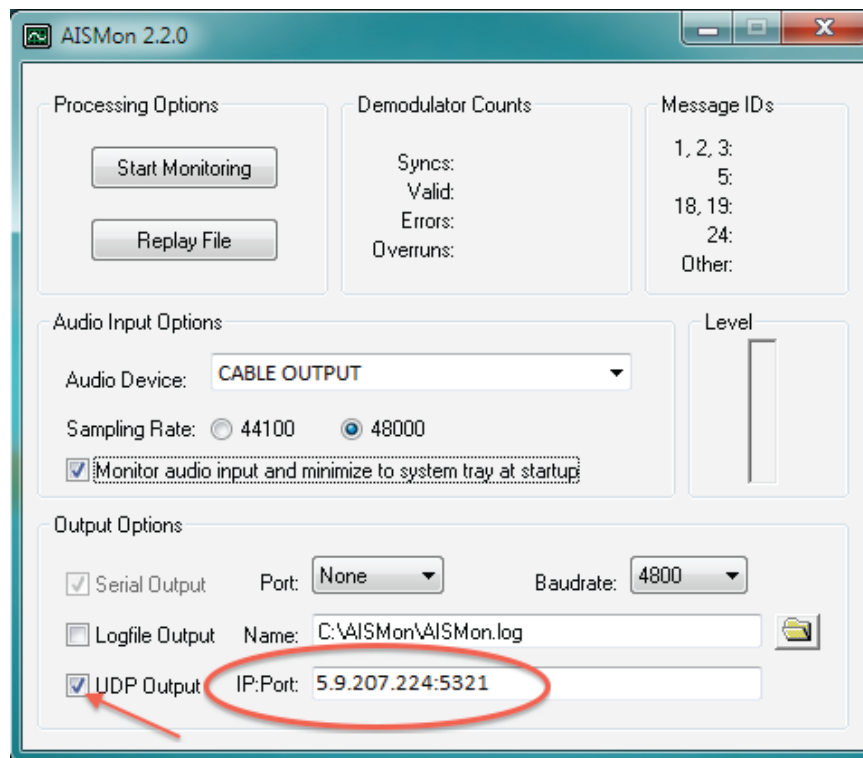 AISMon 2.2.0
Processing Options
Start Monitoring
Replay File
Demodulator Counts
Syncs:
Valid:
Errors:
Overruns:
Message IDs
1, 2, 3:
5:
18, 19:
24:
Other:
Audio Input Options
Audio Device: CABLE OUTPUT
Sampling Rate: 44100 48000
Monitor audio input and minimize to system tray at startup
Level
Output Options
Serial Output Port: None Baudrate: 4800
Logfile Output Name: C:\AISMon\AISMon.log
UDP Output IP:Port: 5.9.207.224:5321